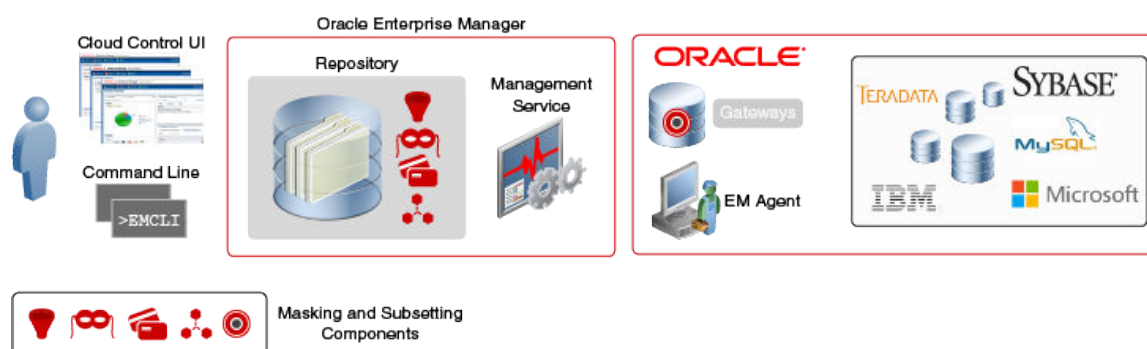 Oracle Enterprise Manager
Cloud Control UI
Command Line
>EMCLI
Repository
Management
Service
ORACLE
Gateways
EM Agent
TERADATA
SYBASE
MySQL
IBM
Microsoft
Masking and Subsetting
Components